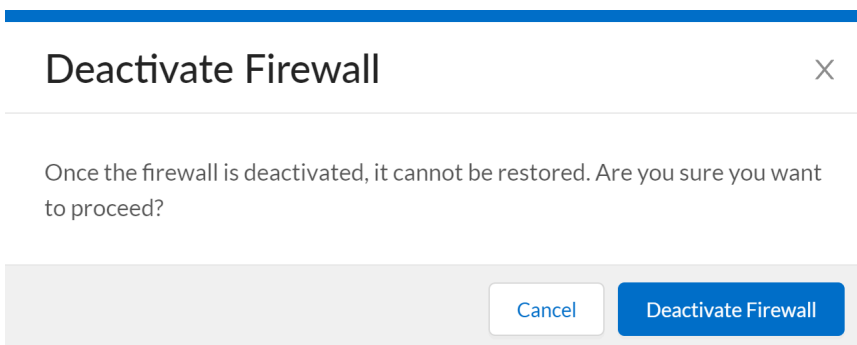 Deactivate Firewall
X
Once the firewall is deactivated, it cannot be restored. Are you sure you want
to proceed?
Cancel
Deactivate Firewall